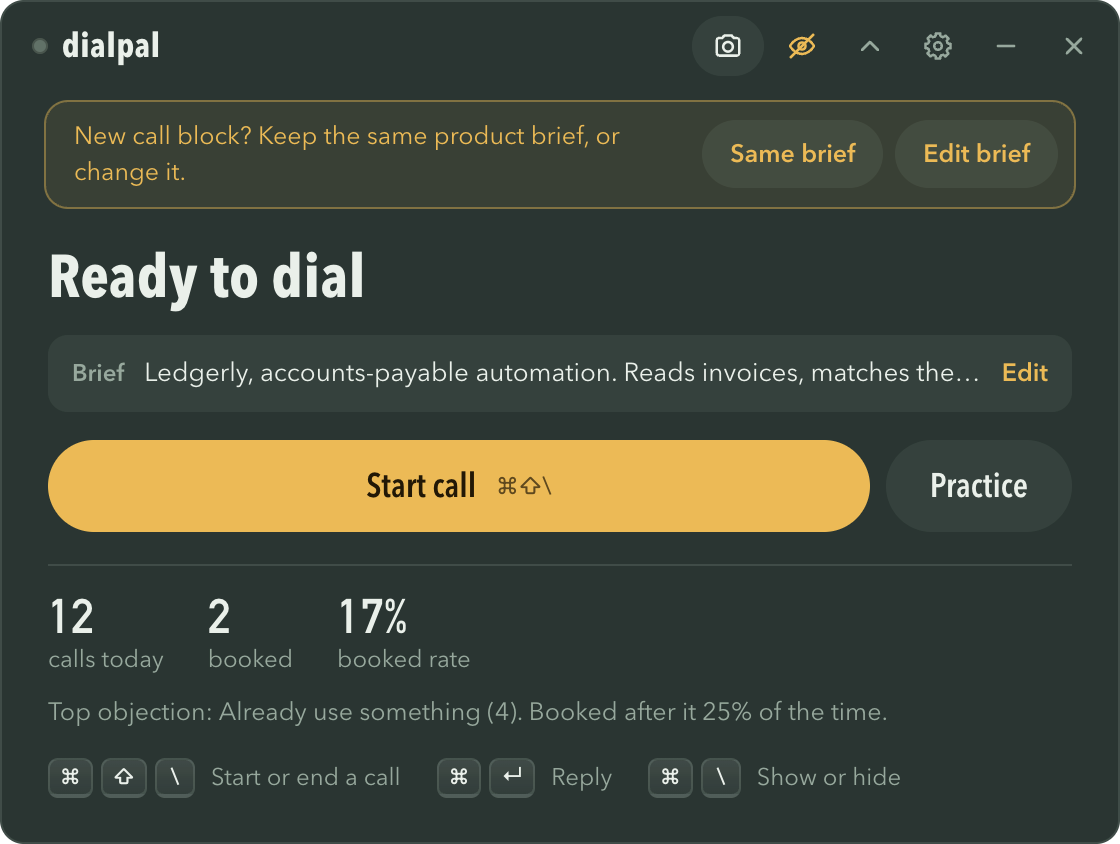 dialpal
New call block? Keep the same product brief, or
change it.
Same brief
Edit brief
Ready to dial
Brief Ledgerly, accounts-payable automation. Reads invoices, matches the… Edit
Start call ⌘⇧\
Practice
12 2 17%
calls today booked booked rate
Top objection: Already use something (4). Booked after it 25% of the time.
⌘ ⇧ \ Start or end a call ⌘ ↵ Reply ⌘ \ Show or hide